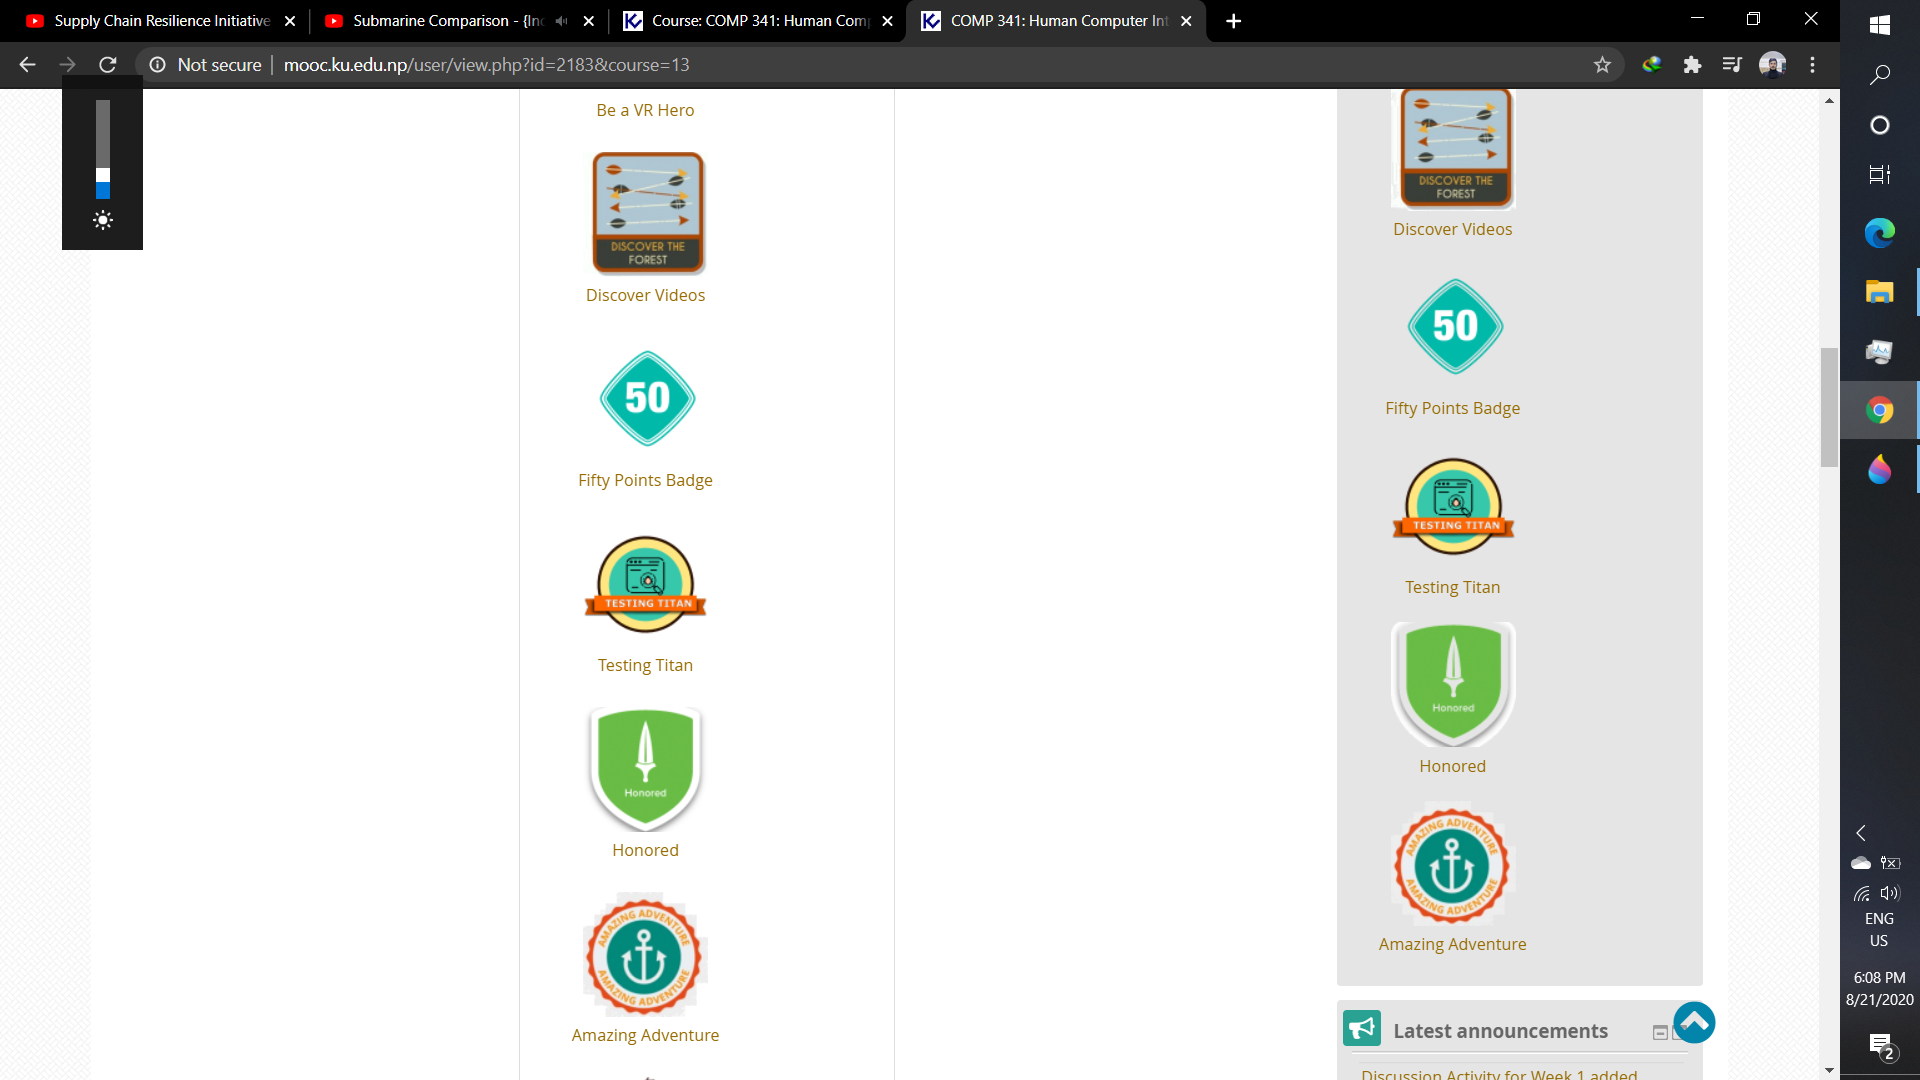 Supply Chain Resilience Initiative
Submarine Comparison - {Ind
Course: COMP 341: Human Comp
COMP 341: Human Computer Int
Not secure
mooc.ku.edu.np/user/view.php?id=2183&course=13
Be a VR Hero
DISCOVER THE
FOREST
Discover Videos
50
Fifty Points Badge
TESTING TITAN
Testing Titan
Honored
Honored
AMAZING ADVENTURE
AMAZING ADVENTURE
Amazing Adventure
DISCOVER THE
FOREST
Discover Videos
50
Fifty Points Badge
TESTING TITAN
Testing Titan
Honored
Honored
AMAZING ADVENTURE
AMAZING ADVENTURE
Amazing Adventure
Latest announcements
Discussion Activity for Week 1 added
ENG
US
6:08 PM
8/21/2020
2